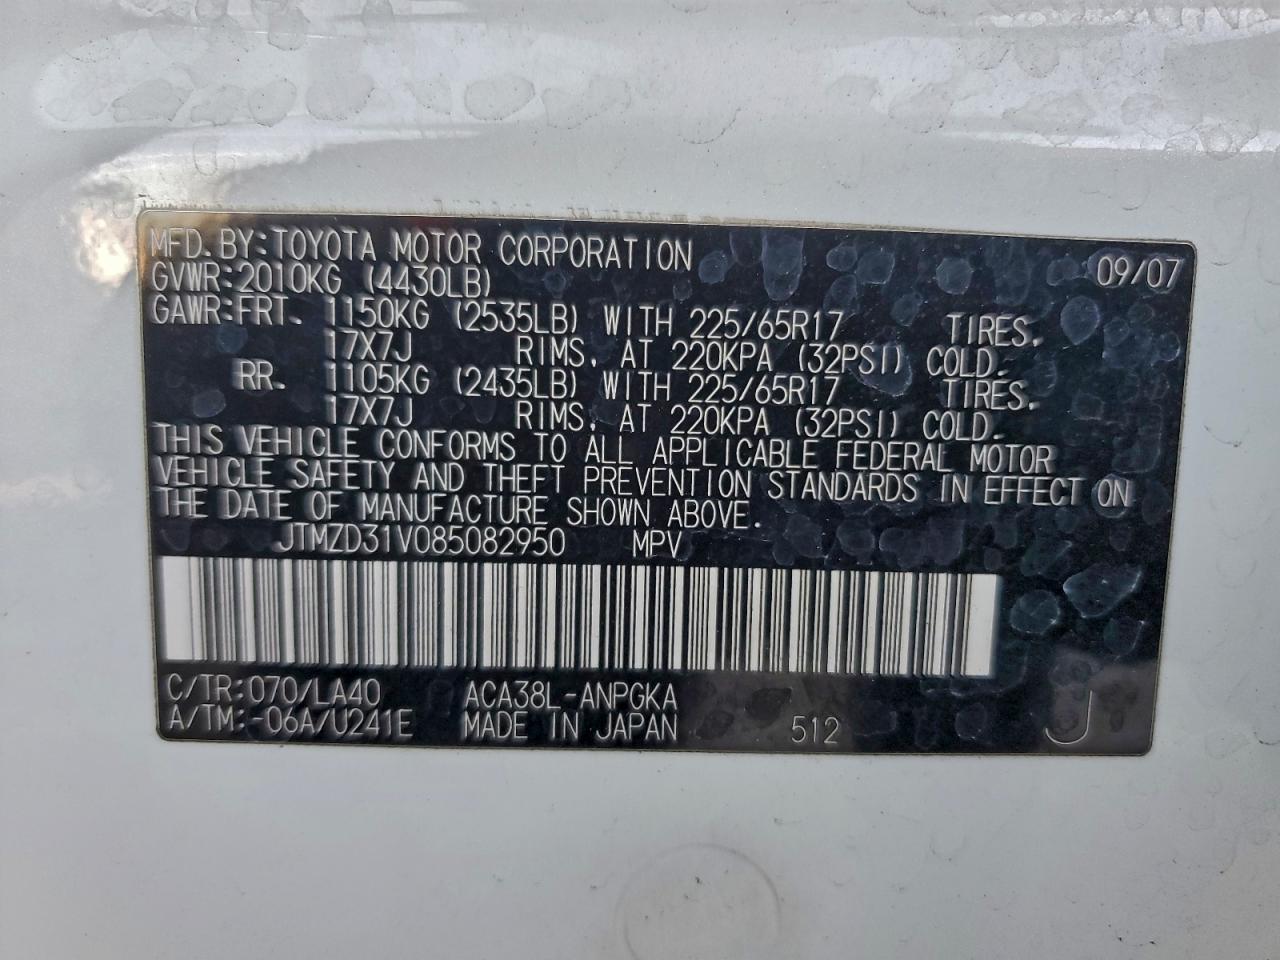 MFD. BY: TOYOTA MOTOR CORPORATION 09/07
GVWR: 2010KG (4430LB)
GAWR: FRT. 1150KG (2535LB) WITH 225/65R17 TIRES,
17X7J RIMS, AT 220KPA (32PSI) COLD.
RR. 1105KG (2435LB) WITH 225/65R17 TIRES,
17X7J RIMS, AT 220KPA (32PSI) COLD.
THIS VEHICLE CONFORMS TO ALL APPLICABLE FEDERAL MOTOR
VEHICLE SAFETY AND THEFT PREVENTION STANDARDS IN EFFECT ON
THE DATE OF MANUFACTURE SHOWN ABOVE.
JTMZD31V085082950 MPV
C/TR: 070/LA40 ACA38L-ANPGKA
A/TM: -06A/U241E MADE IN JAPAN 512 J